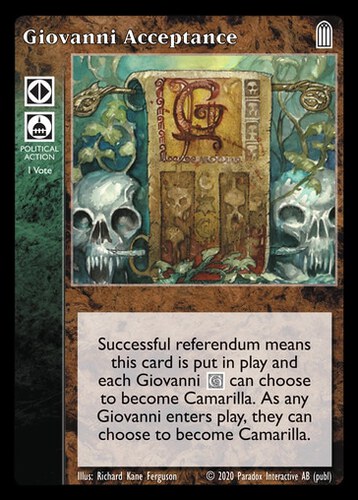 Giovanni Acceptance
POLITICAL
ACTION
1 Vote
G
Successful referendum means
this card is put in play and
each Giovanni can choose
to become Camarilla. As any
Giovanni enters play, they can
choose to become Camarilla.
Illus: Richard Kane Ferguson © 2020 Paradox Interactive AB (publ)